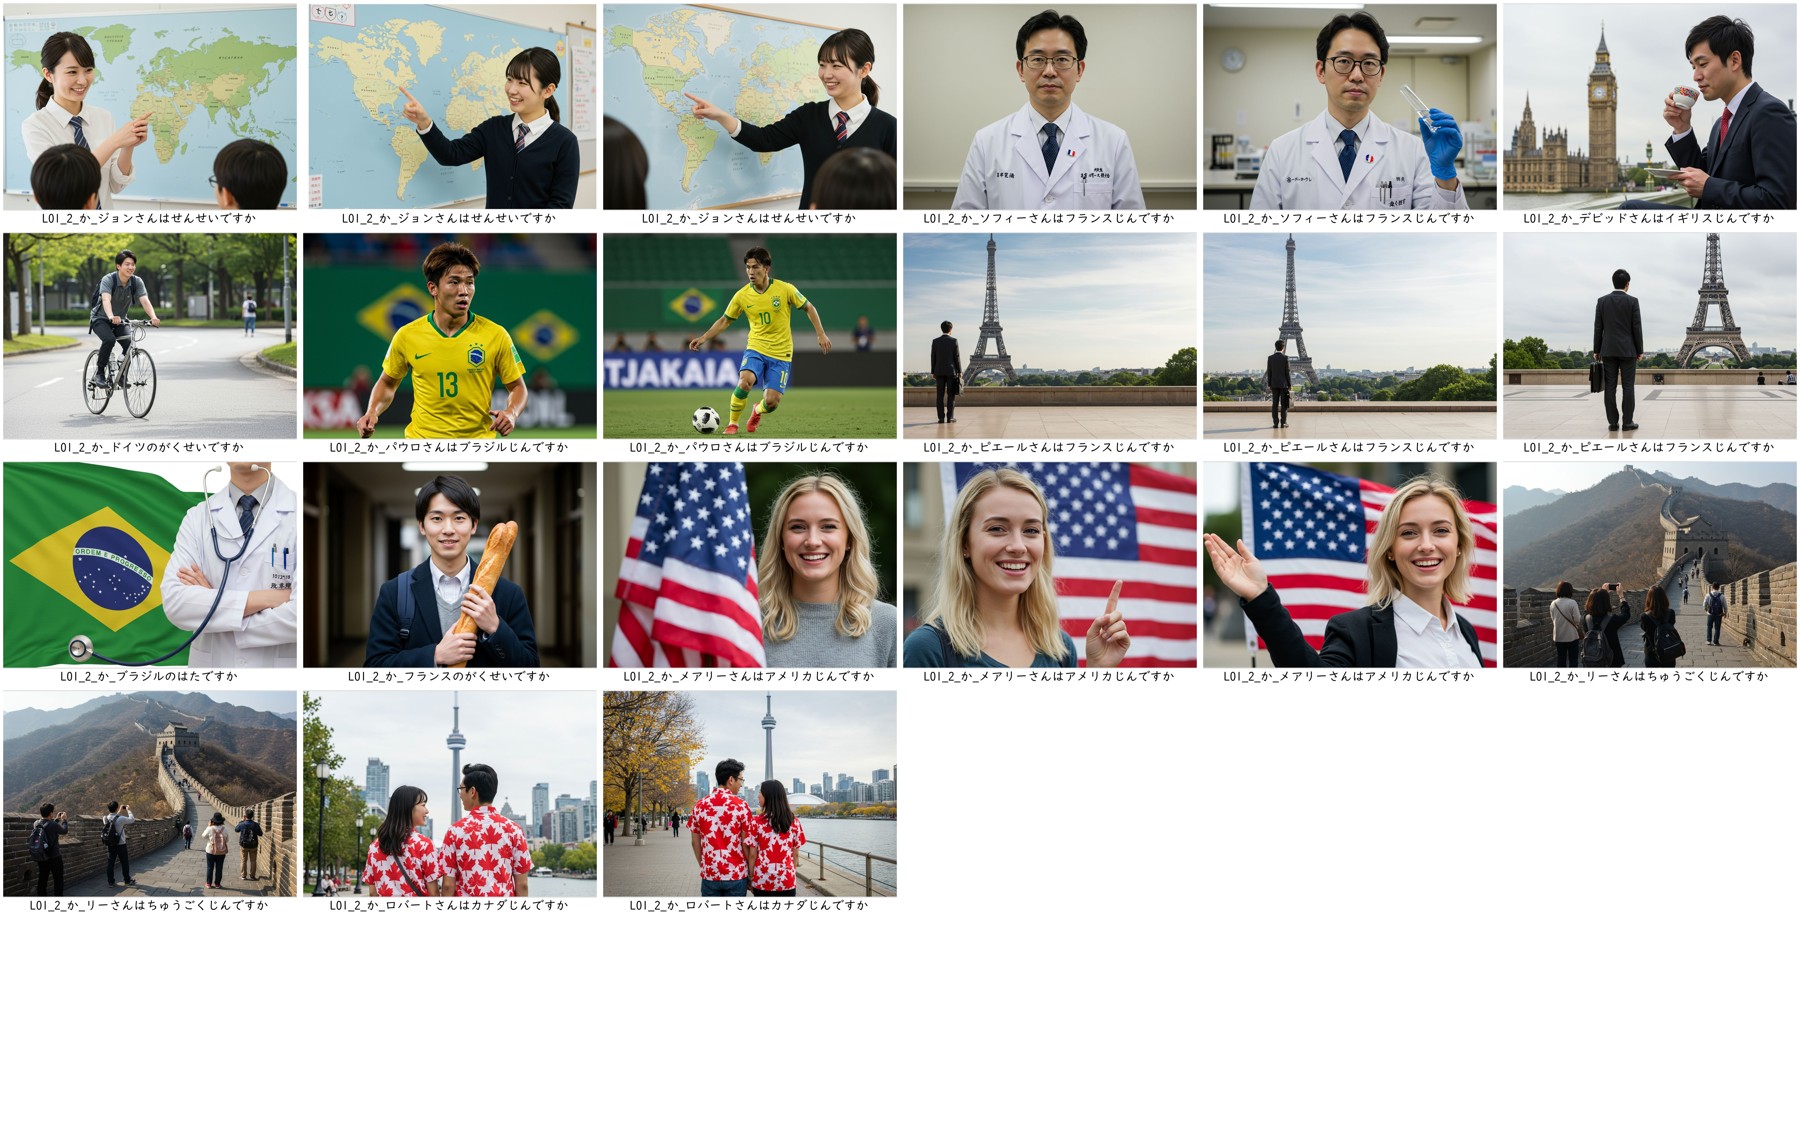 L01_2_か_ジョンさんはせんせいですか
L01_2_か_ジョンさんはせんせいですか
L01_2_か_ジョンさんはせんせいですか
L01_2_か_ソフィーさんはフランスじんですか
L01_2_か_ソフィーさんはフランスじんですか
L01_2_か_デビッドさんはイギリスじんですか
L01_2_か_ドイツのがくせいですか
13
L01_2_か_パウロさんはブラジルじんですか
10
TJAKAIA
L01_2_か_パウロさんはブラジルじんですか
L01_2_か_ピエールさんはフランスじんですか
L01_2_か_ピエールさんはフランスじんですか
L01_2_か_ピエールさんはフランスじんですか
ORDEM E PROGRESSO
L01_2_か_ブラジルのはたですか
L01_2_か_フランスのがくせいですか
L01_2_か_メアリーさんはアメリカじんですか
L01_2_か_メアリーさんはアメリカじんですか
L01_2_か_メアリーさんはアメリカじんですか
L01_2_か_リーさんはちゅうごくじんですか
L01_2_か_リーさんはちゅうごくじんですか
L01_2_か_ロバートさんはカナダじんですか
L01_2_か_ロバートさんはカナダじんですか